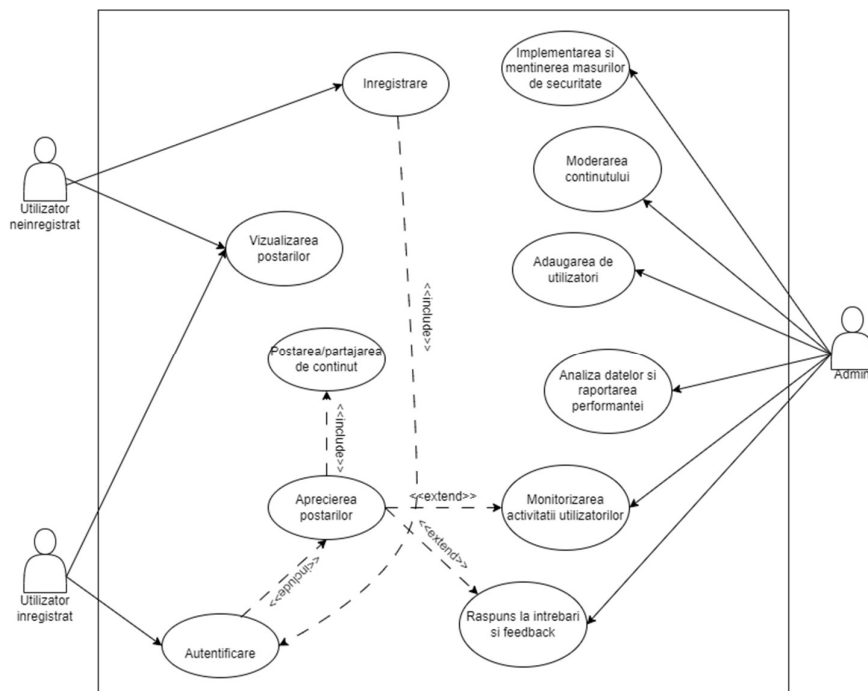 Implementarea si
mentinerea masurilor
de securitate
Inregistrare
Moderarea
continutului
Utilizator
neinregistrat
Vizualizarea
postarilor
Adaugarea de
utilizatori
<<include>>
Postarea/partajarea
de continut
Admin
Analiza datelor si
raportarea
performantei
<<include>>
Aprecierea
postarilor
<<extend>>
Monitorizarea
activitatii utilizatorilor
<<extend>>
<<include>>
Utilizator
inregistrat
Autentificare
Raspuns la intrebari
si feedback